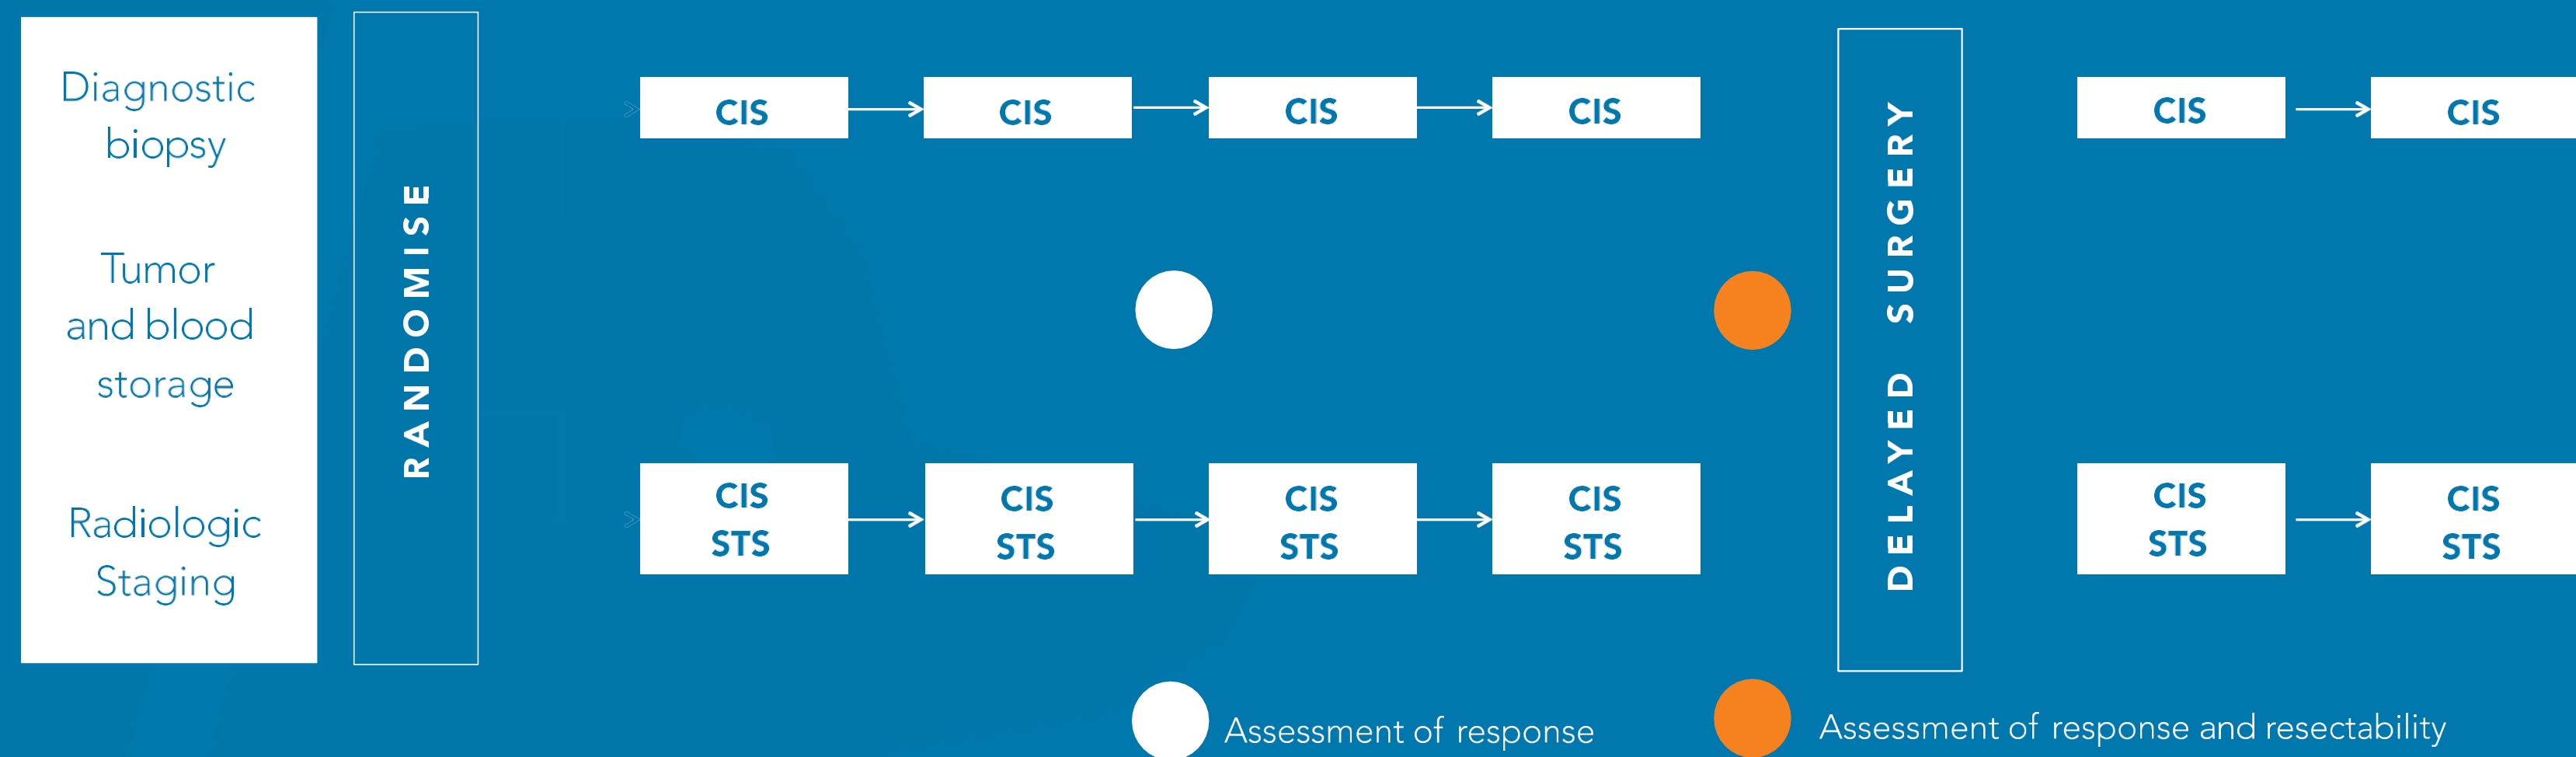 Diagnostic
biopsy
Tumor
and blood
storage
Radiologic
Staging
RANDOMISE
CIS
CIS
CIS
CIS
CIS
STS
CIS
STS
CIS
STS
CIS
STS
DELAYED SURGERY
CIS
CIS
CIS
STS
CIS
STS
Assessment of response
Assessment of response and resectability